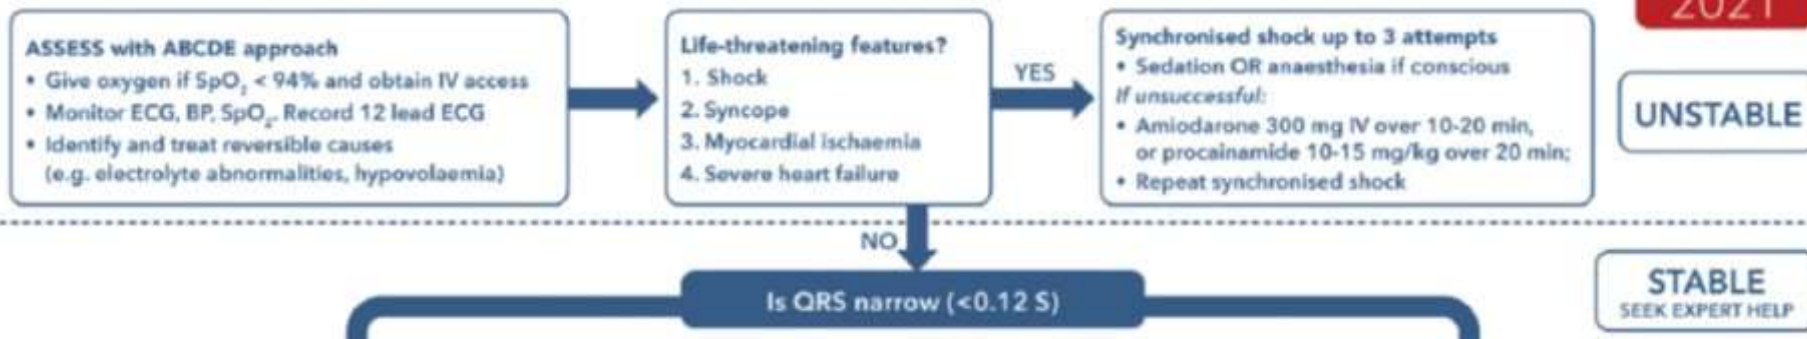 2021
ASSESS with ABCDE approach
• Give oxygen if SpO₂ < 94% and obtain IV access
• Monitor ECG, BP, SpO₂. Record 12 lead ECG
• Identify and treat reversible causes
(e.g. electrolyte abnormalities, hypovolaemia)
Life-threatening features?
1. Shock
2. Syncope
3. Myocardial ischaemia
4. Severe heart failure
YES
Synchronised shock up to 3 attempts
• Sedation OR anaesthesia if conscious
If unsuccessful:
• Amiodarone 300 mg IV over 10-20 min,
or procainamide 10-15 mg/kg over 20 min;
• Repeat synchronised shock
UNSTABLE
NO
Is QRS narrow (<0.12 S)
STABLE
SEEK EXPERT HELP